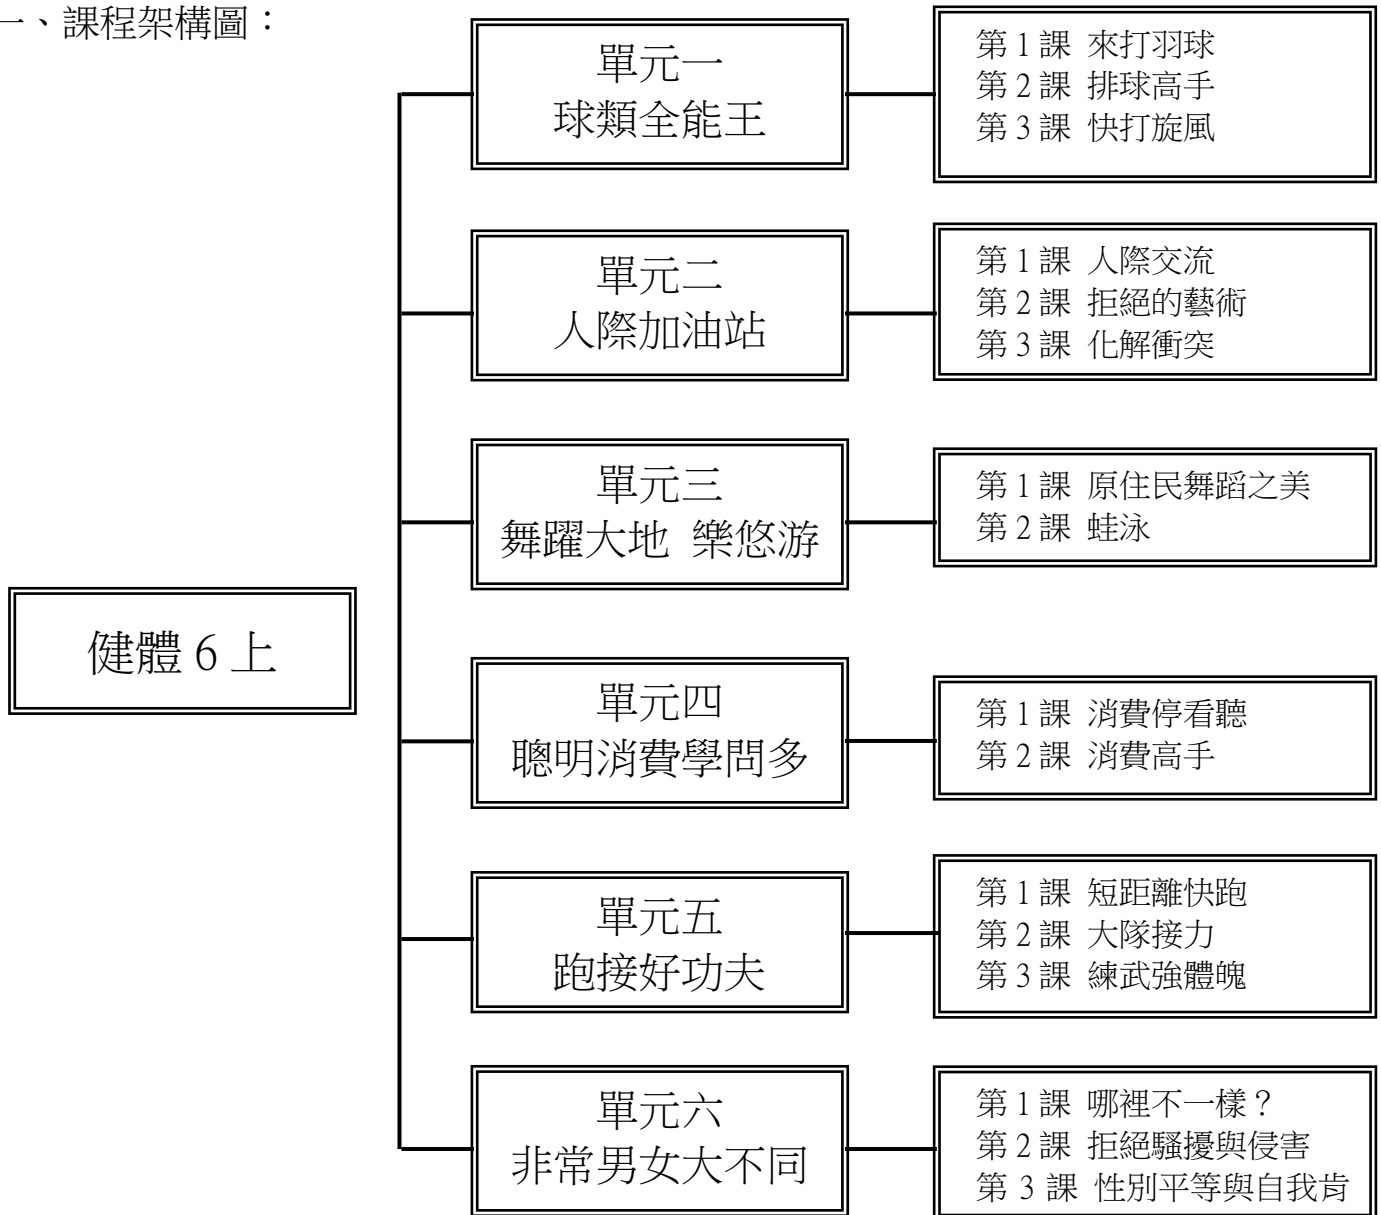 一、課程架構圖：
健體 6 上
單元一
球類全能王
第 1 課 來打羽球
第 2 課 排球高手
第 3 課 快打旋風
單元二
人際加油站
第 1 課 人際交流
第 2 課 拒絕的藝術
第 3 課 化解衝突
單元三
舞躍大地 樂悠游
第 1 課 原住民舞蹈之美
第 2 課 蛙泳
單元四
聰明消費學問多
第 1 課 消費停看聽
第 2 課 消費高手
單元五
跑接好功夫
第 1 課 短距離快跑
第 2 課 大隊接力
第 3 課 練武強體魄
單元六
非常男女大不同
第 1 課 哪裡不一樣？
第 2 課 拒絕騷擾與侵害
第 3 課 性別平等與自我肯